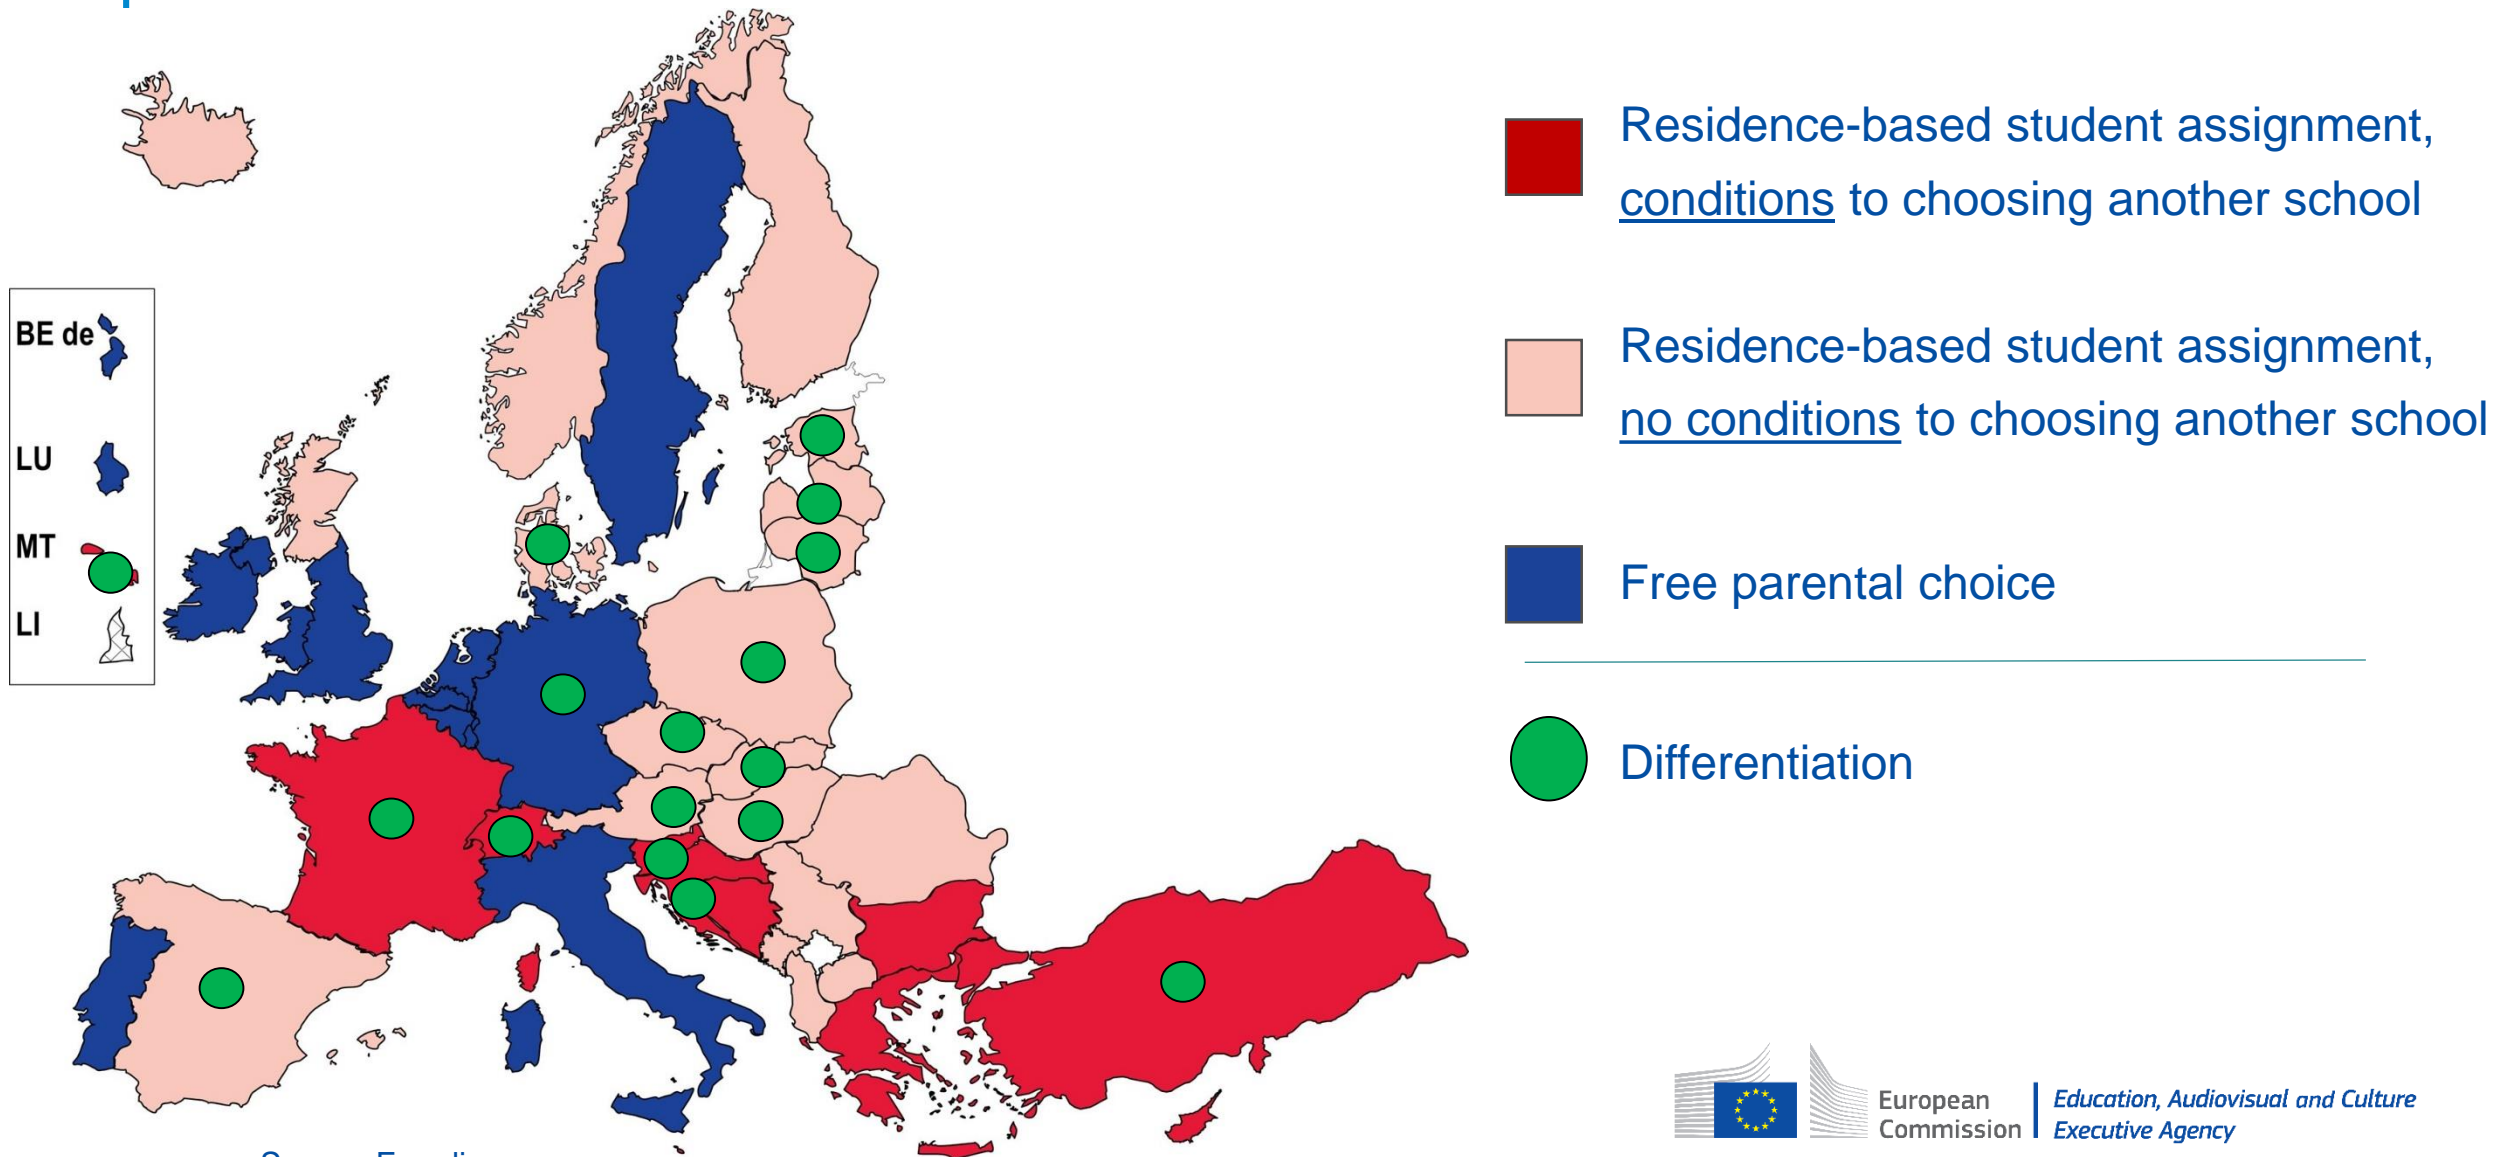 Residence-based student assignment,
conditions to choosing another school
Residence-based student assignment,
no conditions to choosing another school
Free parental choice
Differentiation
BE de
LU
MT
LI
European
Commission
Education, Audiovisual and Culture
Executive Agency